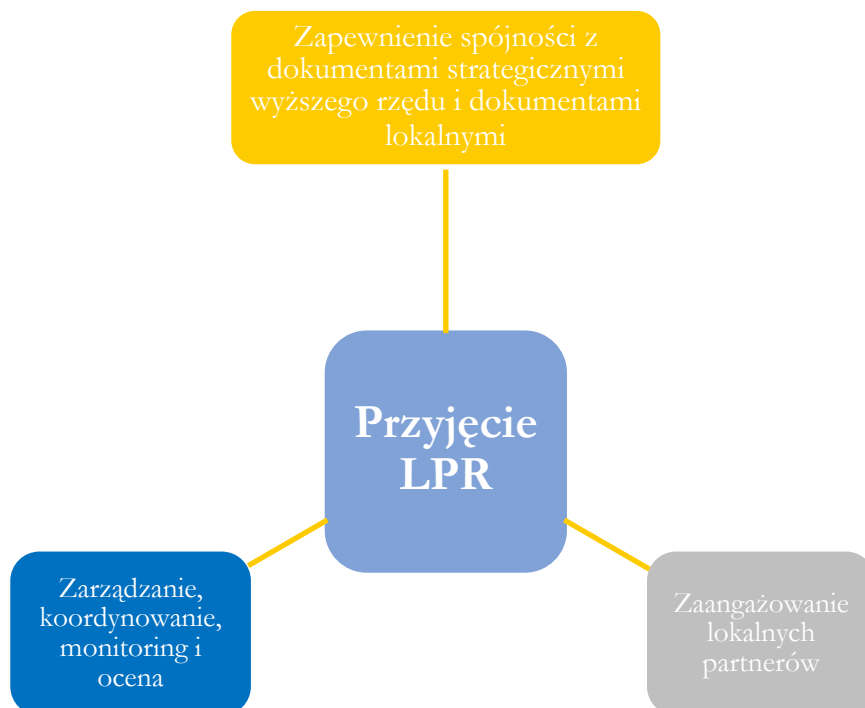 Zapewnienie spójności z
dokumentami strategicznymi
wyższego rzędu i dokumentami
lokalnymi
Przyjęcie
LPR
Zarządzanie,
koordynowanie,
monitoring i
ocena
Zaangażowanie
lokalnych
partnerów